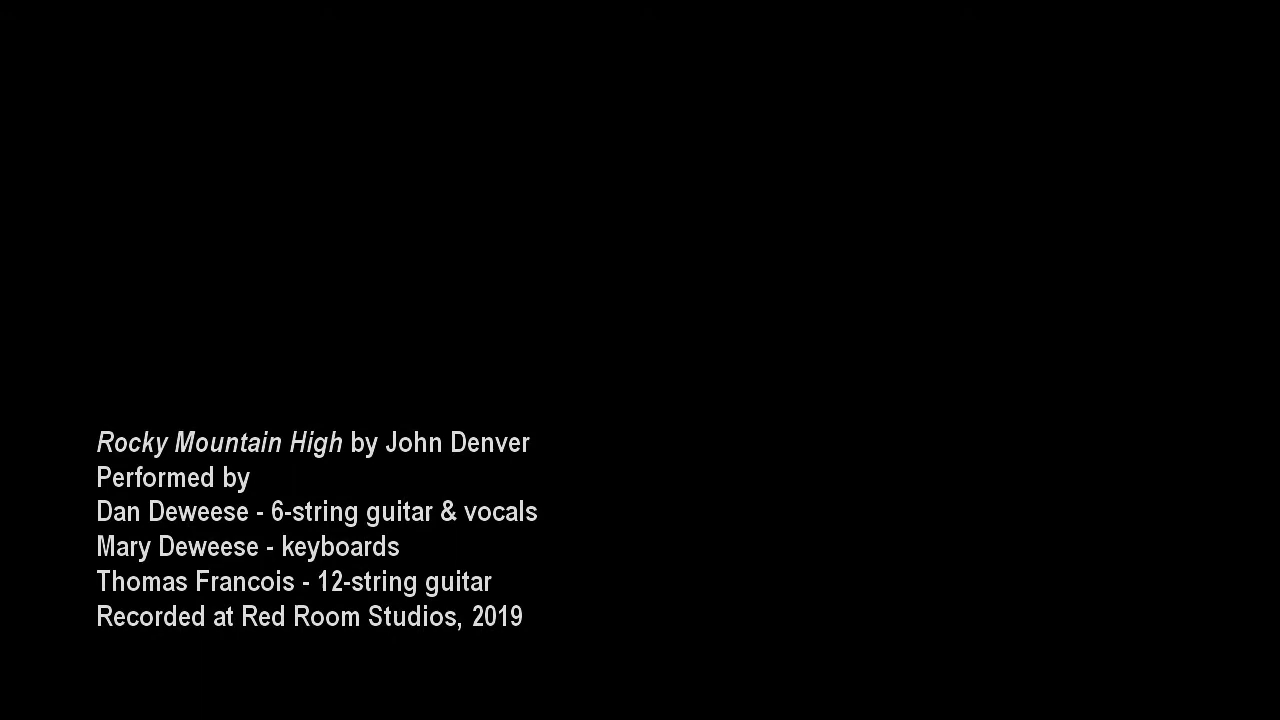 Rocky Mountain High by John Denver
Performed by
Dan Deweese - 6-string guitar & vocals
Mary Deweese - keyboards
Thomas Francois - 12-string guitar
Recorded at Red Room Studios, 2019